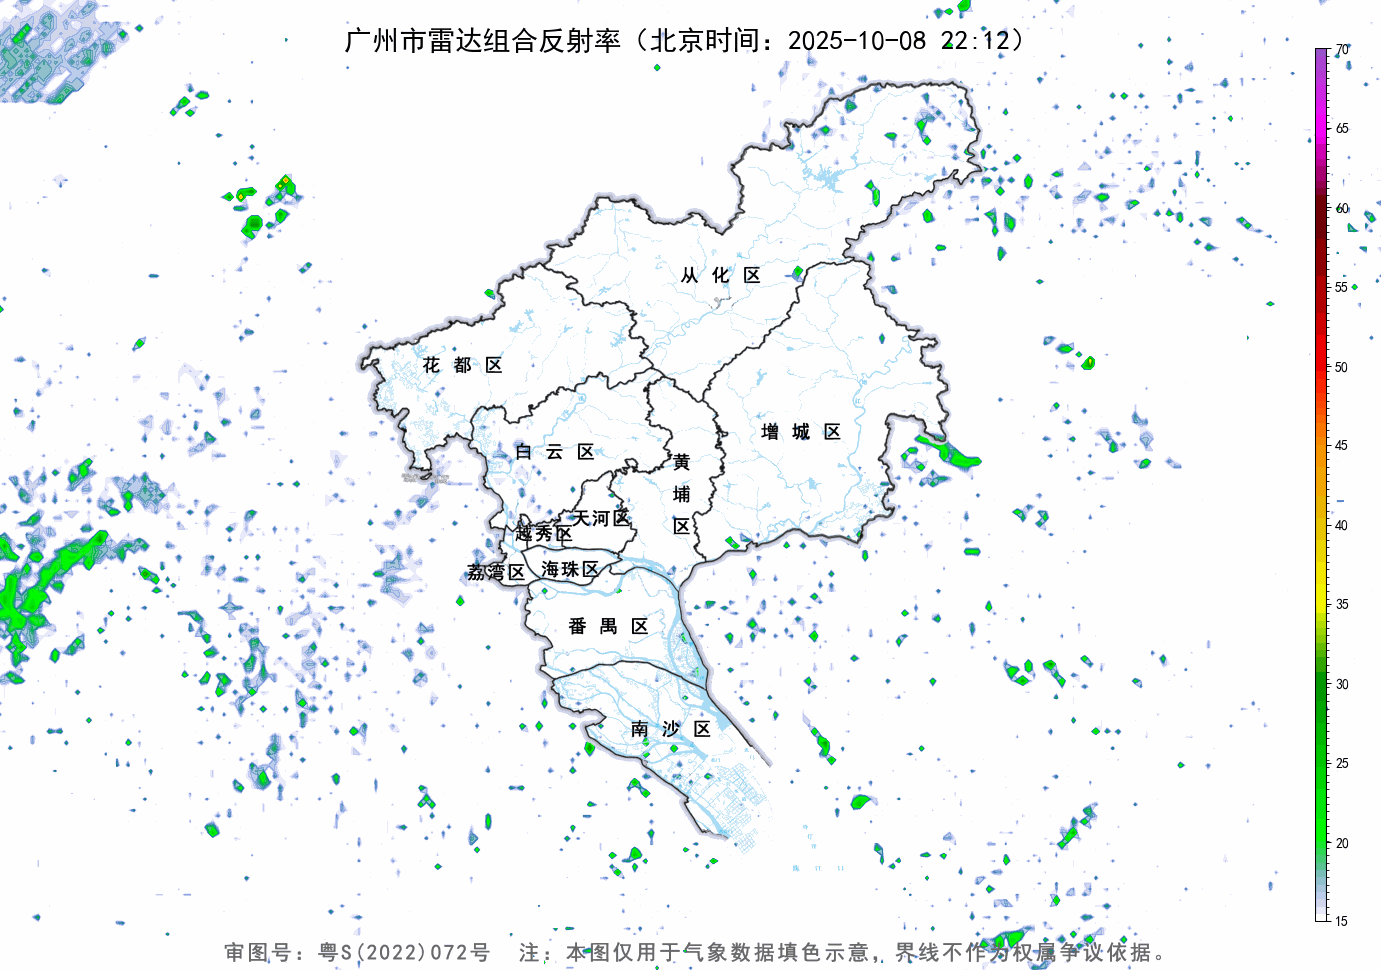 广州市雷达组合反射率（北京时间：2025-10-08 22:12）
70
65
60
55
50
45
40
35
30
25
20
15
从化区
花都区
增城区
白云区
黄埔区
天河区
越秀区
荔湾区
海珠区
番禺区
南沙区
审图号：粤S(2022)072号 注：本图仅用于气象数据填色示意，界线不作为权属争议依据。